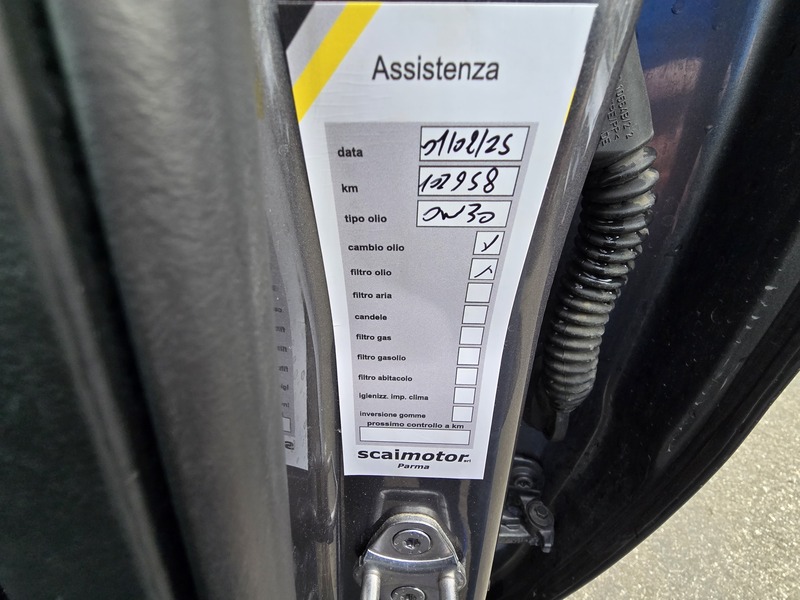 Assistenza
data 01/02/25
km 102958
tipo olio 0W30
cambio olio
filtro olio
filtro aria
candele
filtro gas
filtro gasolio
filtro abitacolo
igienizz. imp. clima
inversione gomme
prossimo controllo a km
scaimotor srl
Parma